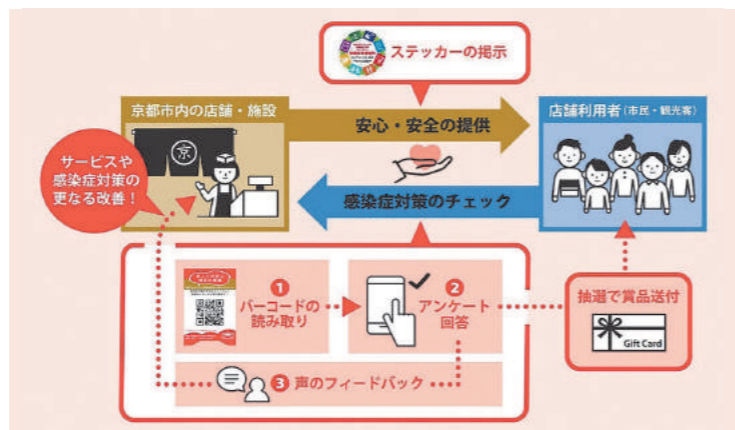 ステッカーの掲示
京都市内の店舗・施設
安心・安全の提供
店舗利用者(市民・観光客)
京
サービスや
感染症対策の
更なる改善！
感染症対策のチェック
1
バーコードの
読み取り
2
アンケート
回答
抽選で賞品送付
Gift Card
3 声のフィードバック